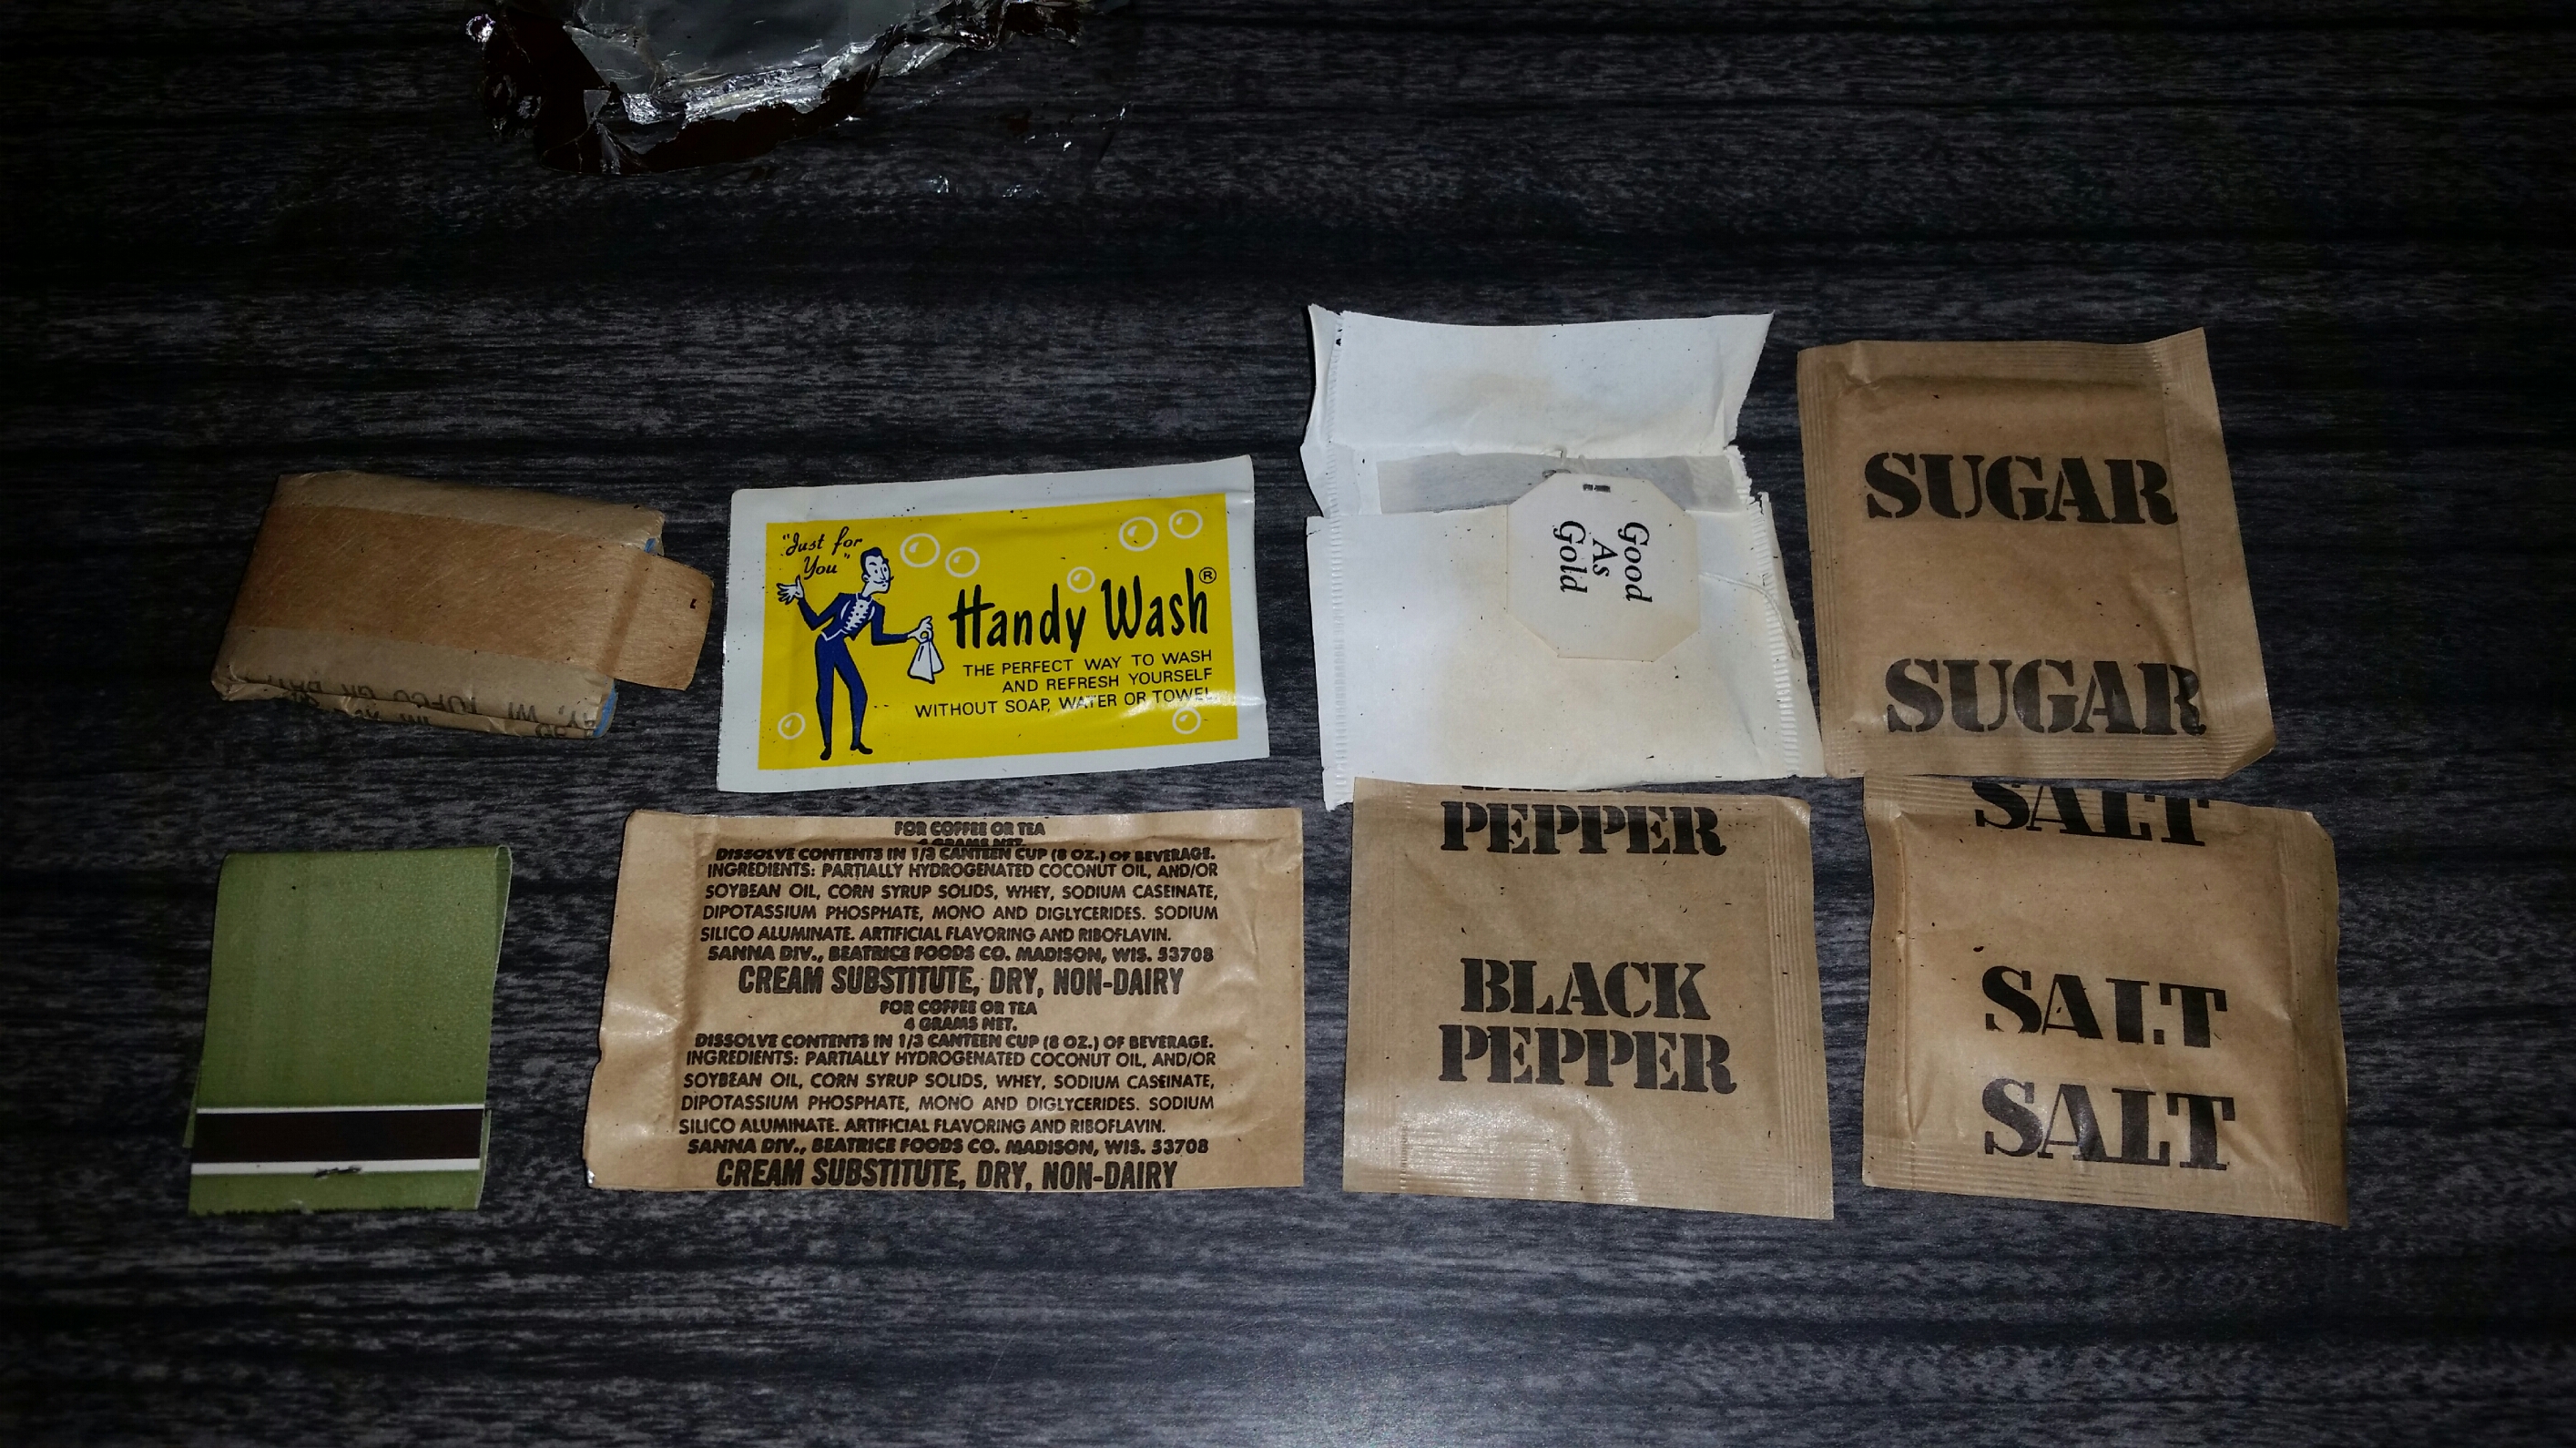 "Just for
You"
Handy Wash®
THE PERFECT WAY TO WASH
AND REFRESH YOURSELF
WITHOUT SOAP, WATER OR TOWEL
Good
As
Gold
SUGAR
SUGAR
FOR COFFEE OR TEA
4 GRAMS NET.
DISSOLVE CONTENTS IN 1/3 CANTEEN CUP (8 OZ.) OF BEVERAGE.
INGREDIENTS: PARTIALLY HYDROGENATED COCONUT OIL, AND/OR
SOYBEAN OIL, CORN SYRUP SOLIDS, WHEY, SODIUM CASEINATE,
DIPOTASSIUM PHOSPHATE, MONO AND DIGLYCERIDES. SODIUM
SILICO ALUMINATE. ARTIFICIAL FLAVORING AND RIBOFLAVIN.
SANNA DIV., BEATRICE FOODS CO. MADISON, WIS. 53708
CREAM SUBSTITUTE, DRY, NON-DAIRY
FOR COFFEE OR TEA
4 GRAMS NET.
DISSOLVE CONTENTS IN 1/3 CANTEEN CUP (8 OZ.) OF BEVERAGE.
INGREDIENTS: PARTIALLY HYDROGENATED COCONUT OIL, AND/OR
SOYBEAN OIL, CORN SYRUP SOLIDS, WHEY, SODIUM CASEINATE,
DIPOTASSIUM PHOSPHATE, MONO AND DIGLYCERIDES. SODIUM
SILICO ALUMINATE. ARTIFICIAL FLAVORING AND RIBOFLAVIN.
SANNA DIV., BEATRICE FOODS CO. MADISON, WIS. 53708
CREAM SUBSTITUTE, DRY, NON-DAIRY
PEPPER
BLACK
PEPPER
SALT
SALT
SALT